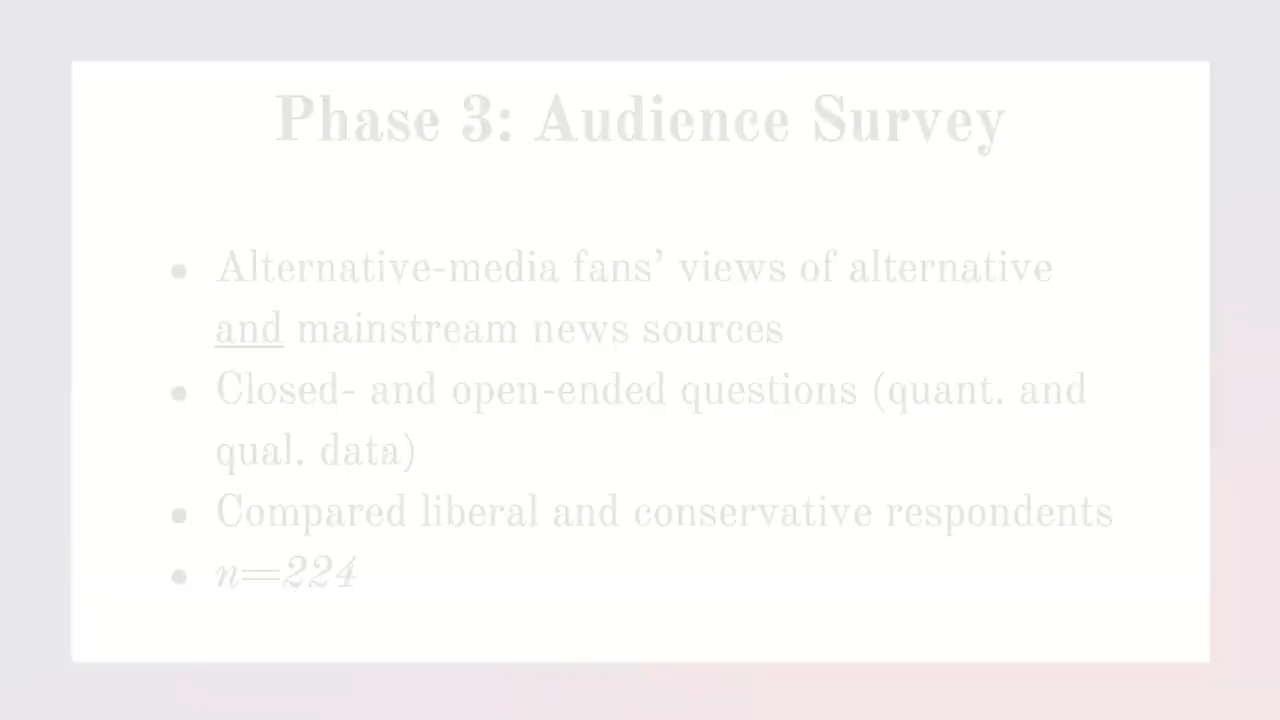 Phase 3: Audience Survey
• Alternative-media fans’ views of alternative
and mainstream news sources
• Closed- and open-ended questions (quant. and
qual. data)
• Compared liberal and conservative respondents
• n=224